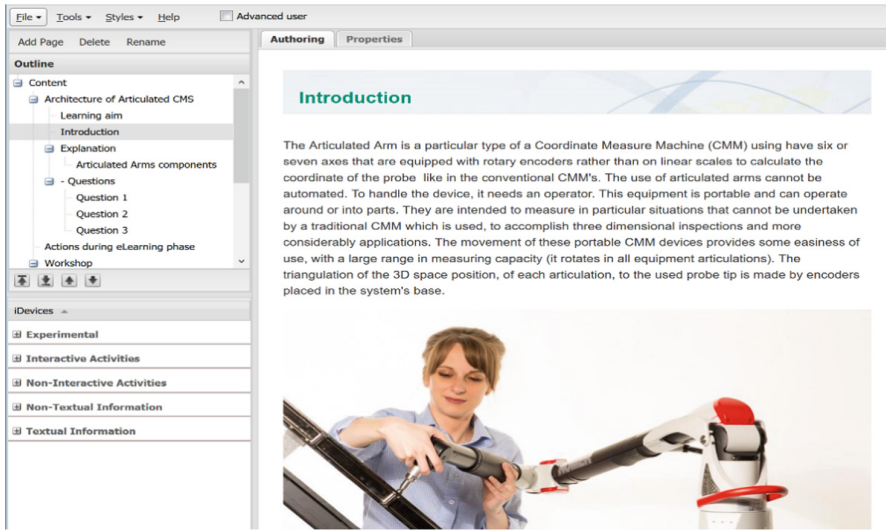 File Tools Styles Help Advanced user
Add Page Delete Rename
Outline
Content
Architecture of Articulated CMS
Learning aim
Introduction
Explanation
Articulated Arms components
- Questions
Question 1
Question 2
Question 3
Actions during eLearning phase
Workshop
iDevices
Experimental
Interactive Activities
Non-Interactive Activities
Non-Textual Information
Textual Information
Authoring Properties
Introduction
The Articulated Arm is a particular type of a Coordinate Measure Machine (CMM) using have six or
seven axes that are equipped with rotary encoders rather than on linear scales to calculate the
coordinate of the probe like in the conventional CMM's. The use of articulated arms cannot be
automated. To handle the device, it needs an operator. This equipment is portable and can operate
around or into parts. They are intended to measure in particular situations that cannot be undertaken
by a traditional CMM which is used, to accomplish three dimensional inspections and more
considerably applications. The movement of these portable CMM devices provides some easiness of
use, with a large range in measuring capacity (it rotates in all equipment articulations). The
triangulation of the 3D space position, of each articulation, to the used probe tip is made by encoders
placed in the system's base.